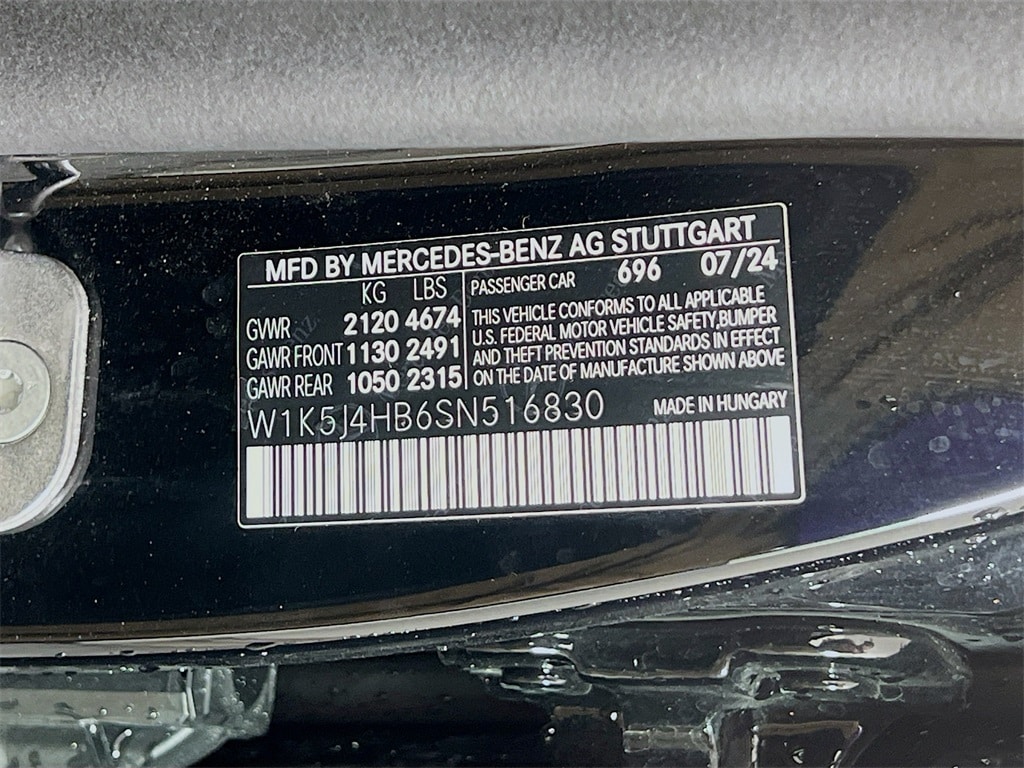 MFD BY MERCEDES-BENZ AG STUTTGART
KG LBS
GVWR 2120 4674
GAWR FRONT 1130 2491
GAWR REAR 1050 2315
PASSENGER CAR 696 07/24
THIS VEHICLE CONFORMS TO ALL APPLICABLE
U.S. FEDERAL MOTOR VEHICLE SAFETY,BUMPER
AND THEFT PREVENTION STANDARDS IN EFFECT
ON THE DATE OF MANUFACTURE SHOWN ABOVE
W1K5J4HB6SN516830
MADE IN HUNGARY